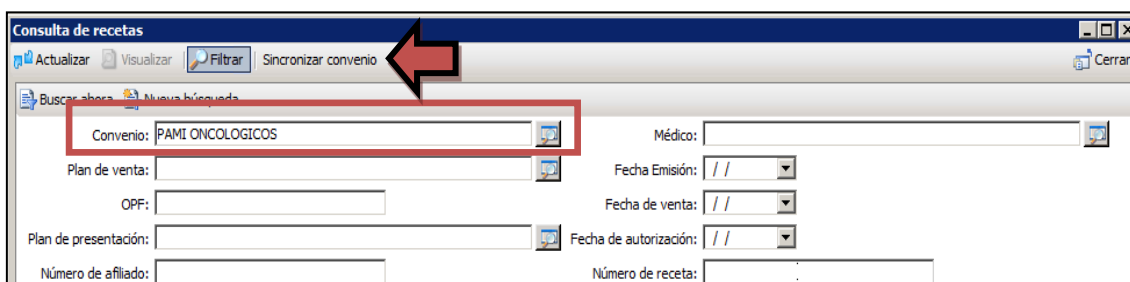 Consulta de recetas
Actualizar Visualizar Filtrar Sincronizar convenio Cerrar
Buscar ahora Nueva búsqueda
Convenio: PAMI ONCOLOGICOS Médico:
Plan de venta: Fecha Emisión: / /
OPF: Fecha de venta: / /
Plan de presentación: Fecha de autorización: / /
Número de afiliado: Número de receta: